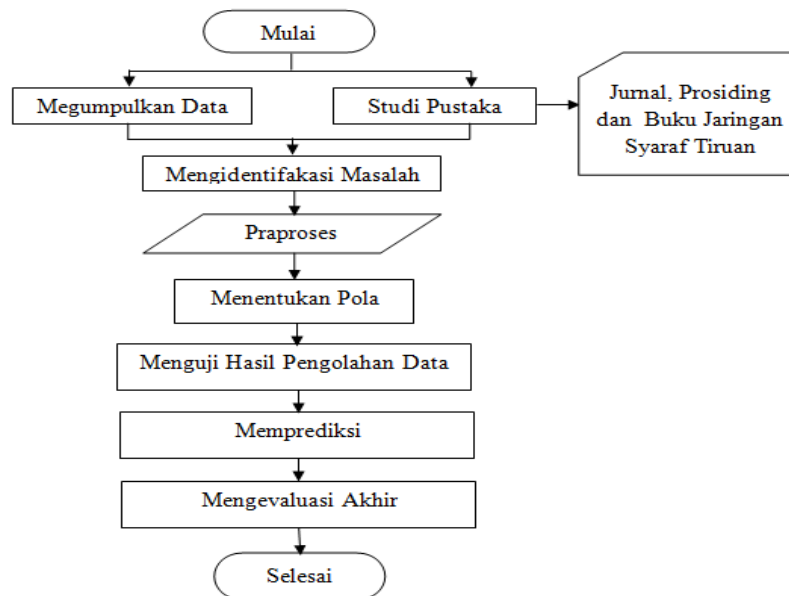 Mulai
Megumpulkan Data
Studi Pustaka
Jurnal, Prosiding
dan Buku Jaringan
Syaraf Tiruan
Mengidentifakasi Masalah
Praproses
Menentukan Pola
Menguji Hasil Pengolahan Data
Memprediksi
Mengevaluasi Akhir
Selesai